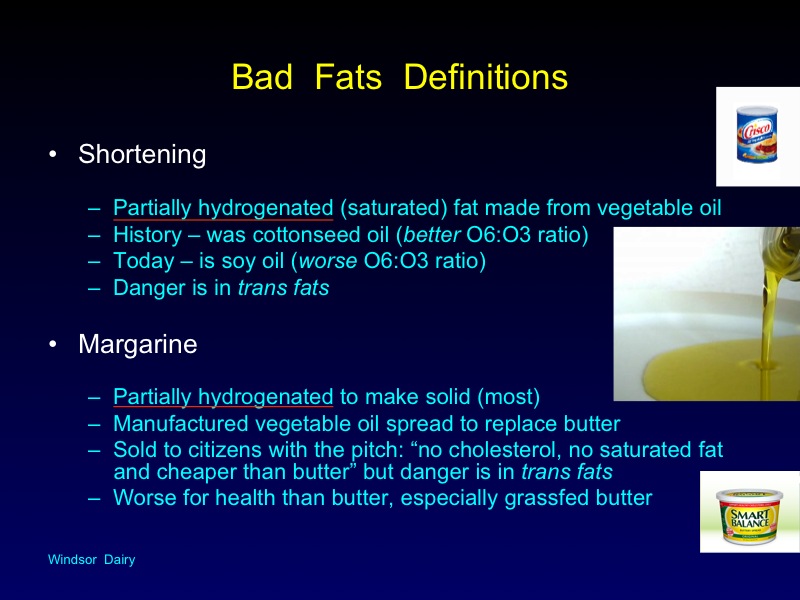 Bad Fats Definitions
• Shortening
– Partially hydrogenated (saturated) fat made from vegetable oil
– History – was cottonseed oil (better O6:O3 ratio)
– Today – is soy oil (worse O6:O3 ratio)
– Danger is in trans fats
• Margarine
– Partially hydrogenated to make solid (most)
– Manufactured vegetable oil spread to replace butter
– Sold to citizens with the pitch: “no cholesterol, no saturated fat
and cheaper than butter” but danger is in trans fats
– Worse for health than butter, especially grassfed butter
Windsor Dairy
Crisco
SMART
BALANCE